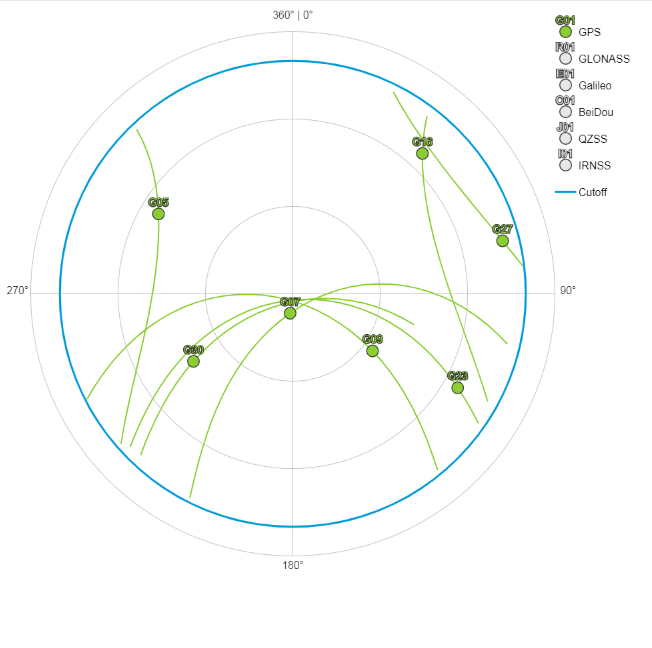 360° | 0°
G01
GPS
R01
GLONASS
E01
Galileo
C01
BeiDou
J01
QZSS
I01
IRNSS
Cutoff
G16
G05
G27
270°
90°
G07
G09
G30
G23
180°